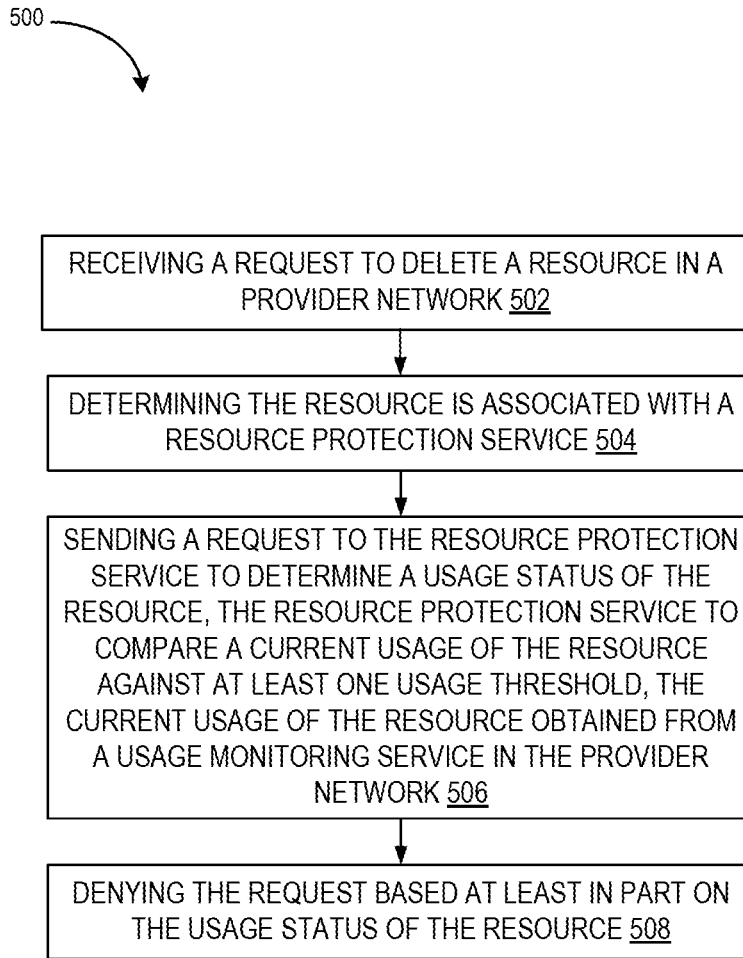 500
RECEIVING A REQUEST TO DELETE A RESOURCE IN A
PROVIDER NETWORK 502
DETERMINING THE RESOURCE IS ASSOCIATED WITH A
RESOURCE PROTECTION SERVICE 504
SENDING A REQUEST TO THE RESOURCE PROTECTION
SERVICE TO DETERMINE A USAGE STATUS OF THE
RESOURCE, THE RESOURCE PROTECTION SERVICE TO
COMPARE A CURRENT USAGE OF THE RESOURCE
AGAINST AT LEAST ONE USAGE THRESHOLD, THE
CURRENT USAGE OF THE RESOURCE OBTAINED FROM
A USAGE MONITORING SERVICE IN THE PROVIDER
NETWORK 506
DENYING THE REQUEST BASED AT LEAST IN PART ON
THE USAGE STATUS OF THE RESOURCE 508